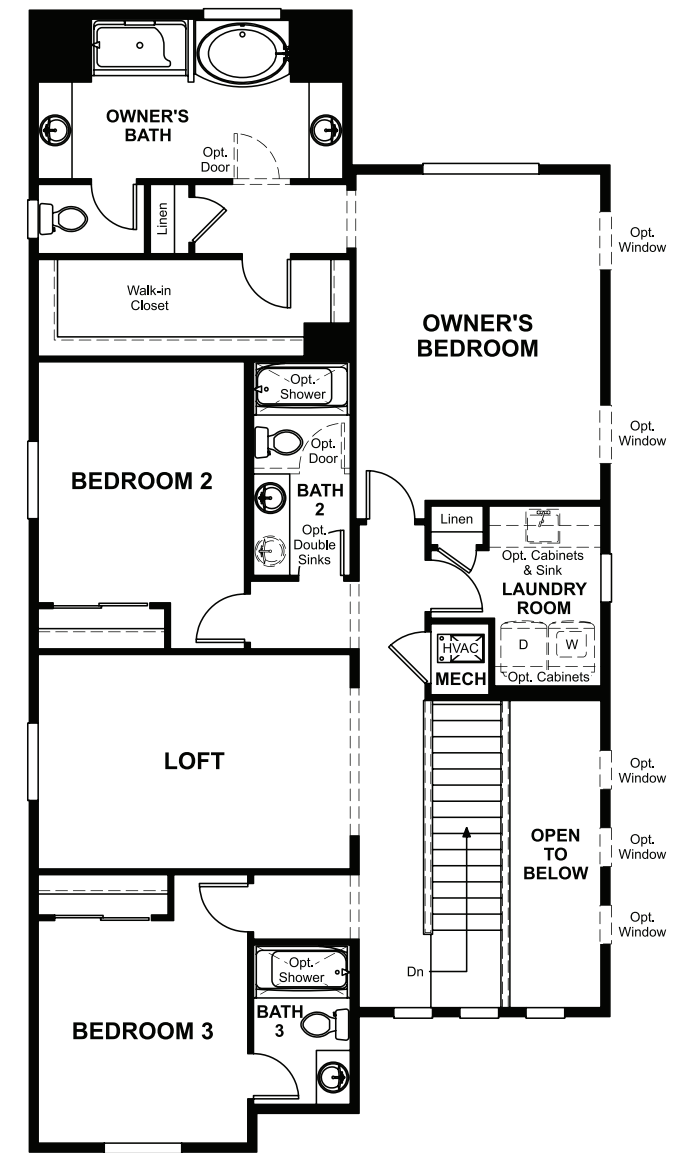 OWNER'S
BATH
Opt.
Door
Linen
Opt.
Window
Walk-in
Closet
OWNER'S
BEDROOM
Opt.
Shower
Opt.
Window
Opt.
Door
BEDROOM 2
BATH
2
Opt.
Double
Sinks
Linen
Opt. Cabinets
& Sink
LAUNDRY
ROOM
D
W
Opt. Cabinets
HVAC
MECH
LOFT
Opt.
Window
OPEN
TO
BELOW
Opt.
Window
Opt.
Window
Dn
Opt.
Shower
BATH
3
BEDROOM 3